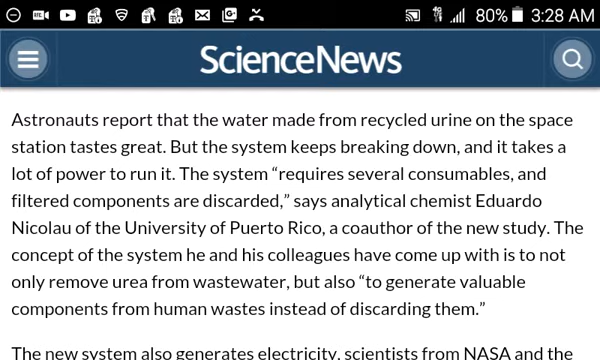 80% 3:28 AM
ScienceNews
Astronauts report that the water made from recycled urine on the space
station tastes great. But the system keeps breaking down, and it takes a
lot of power to run it. The system “requires several consumables, and
filtered components are discarded,” says analytical chemist Eduardo
Nicolau of the University of Puerto Rico, a coauthor of the new study. The
concept of the system he and his colleagues have come up with is to not
only remove urea from wastewater, but also “to generate valuable
components from human wastes instead of discarding them.”
The new system also generates electricity, scientists from NASA and the